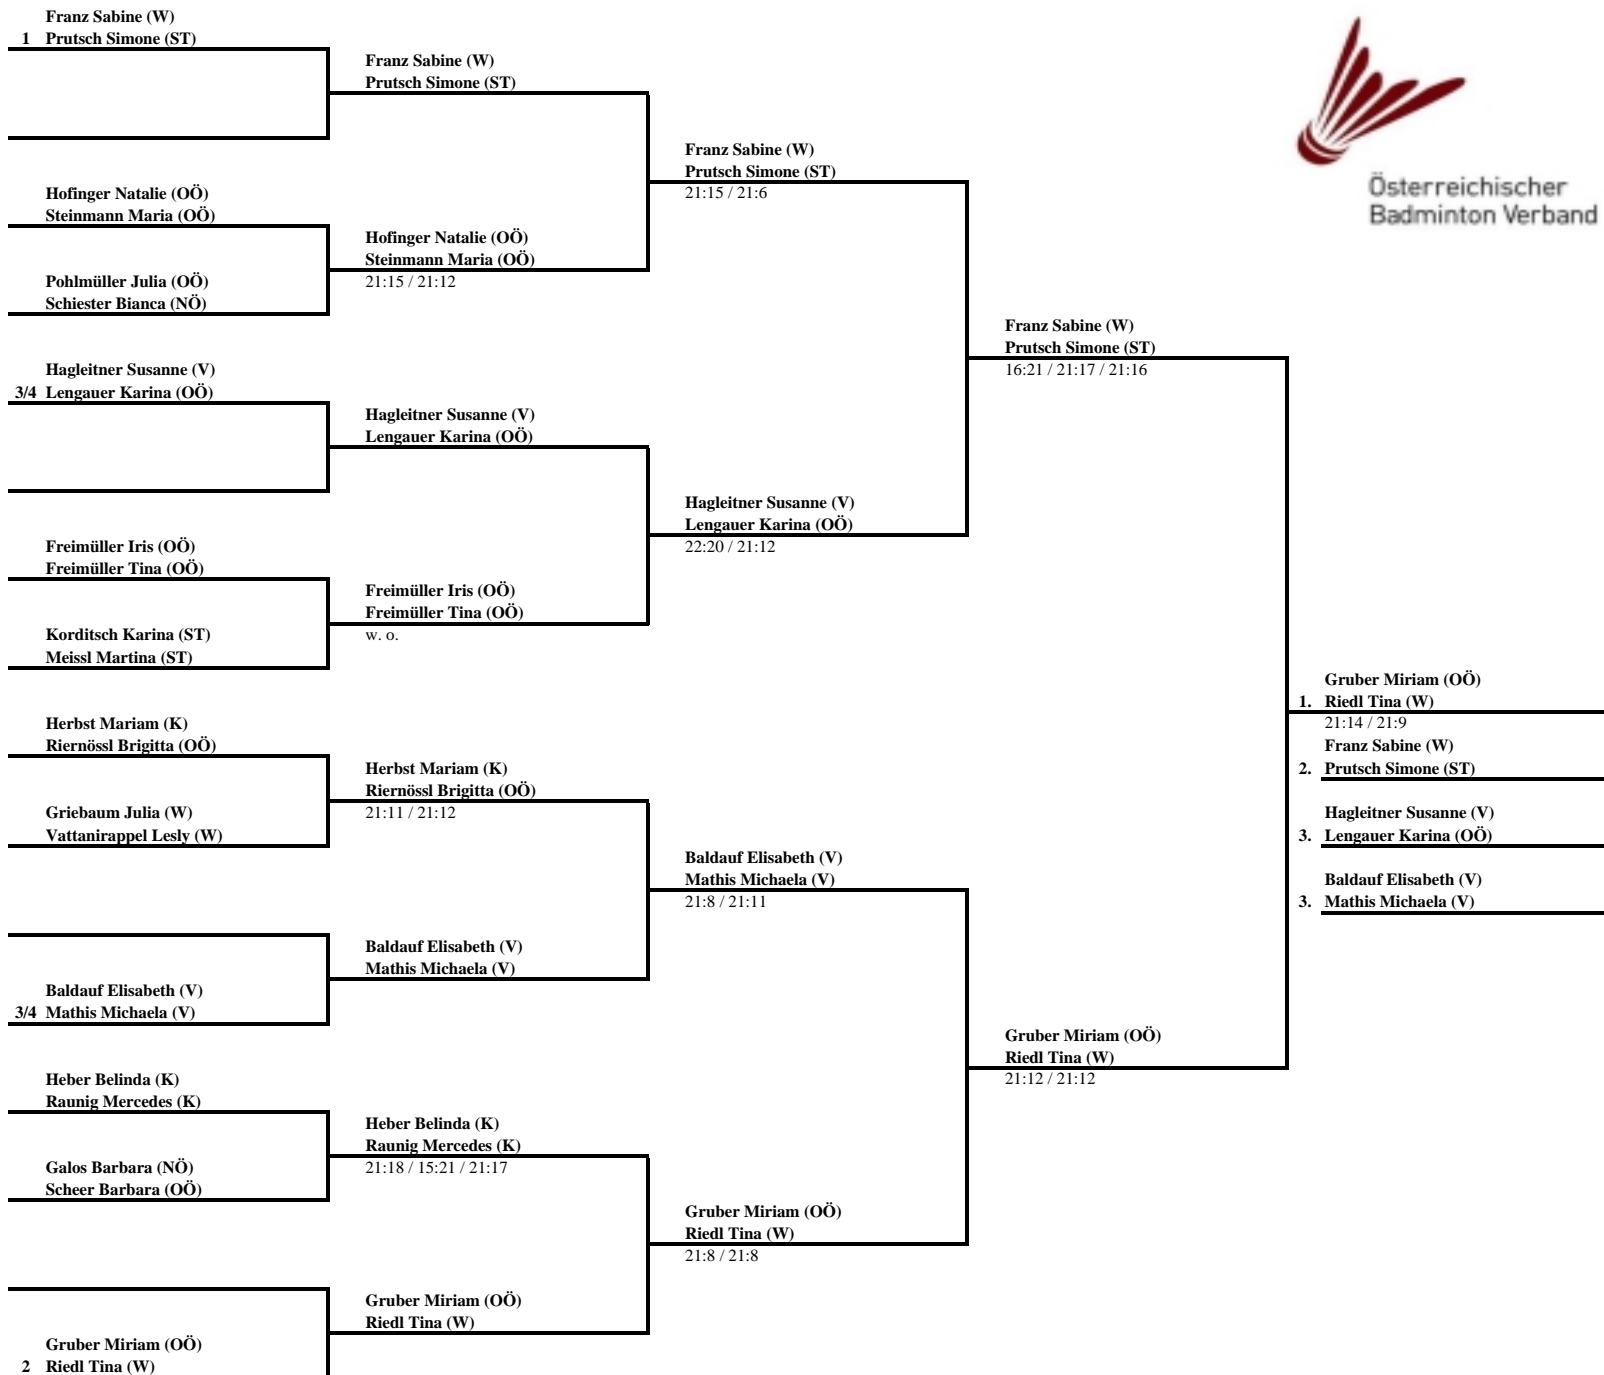 Franz Sabine (W)
1 Prutsch Simone (ST)
Hofinger Natalie (OÖ)
Steinmann Maria (OÖ)
Pohlmüller Julia (OÖ)
Schiester Bianca (NÖ)
Hagleitner Susanne (V)
3/4 Lengauer Karina (OÖ)
Freimüller Iris (OÖ)
Freimüller Tina (OÖ)
Korditsch Karina (ST)
Meissl Martina (ST)
Herbst Mariam (K)
Riernössl Brigitta (OÖ)
Griebaum Julia (W)
Vattanirappel Lesly (W)
Baldauf Elisabeth (V)
3/4 Mathis Michaela (V)
Heber Belinda (K)
Raunig Mercedes (K)
Galos Barbara (NÖ)
Scheer Barbara (OÖ)
Gruber Miriam (OÖ)
2 Riedl Tina (W)
Franz Sabine (W)
Prutsch Simone (ST)
Hofinger Natalie (OÖ)
Steinmann Maria (OÖ)
21:15 / 21:12
Hagleitner Susanne (V)
Lengauer Karina (OÖ)
Freimüller Iris (OÖ)
Freimüller Tina (OÖ)
w. o.
Herbst Mariam (K)
Riernössl Brigitta (OÖ)
21:11 / 21:12
Baldauf Elisabeth (V)
Mathis Michaela (V)
Heber Belinda (K)
Raunig Mercedes (K)
21:18 / 15:21 / 21:17
Gruber Miriam (OÖ)
Riedl Tina (W)
Franz Sabine (W)
Prutsch Simone (ST)
21:15 / 21:6
Hagleitner Susanne (V)
Lengauer Karina (OÖ)
22:20 / 21:12
Baldauf Elisabeth (V)
Mathis Michaela (V)
21:8 / 21:11
Gruber Miriam (OÖ)
Riedl Tina (W)
21:8 / 21:8
Franz Sabine (W)
Prutsch Simone (ST)
16:21 / 21:17 / 21:16
Gruber Miriam (OÖ)
Riedl Tina (W)
21:12 / 21:12
Österreichischer
Badminton Verband
Gruber Miriam (OÖ)
1. Riedl Tina (W)
21:14 / 21:9
Franz Sabine (W)
2. Prutsch Simone (ST)
Hagleitner Susanne (V)
3. Lengauer Karina (OÖ)
Baldauf Elisabeth (V)
3. Mathis Michaela (V)